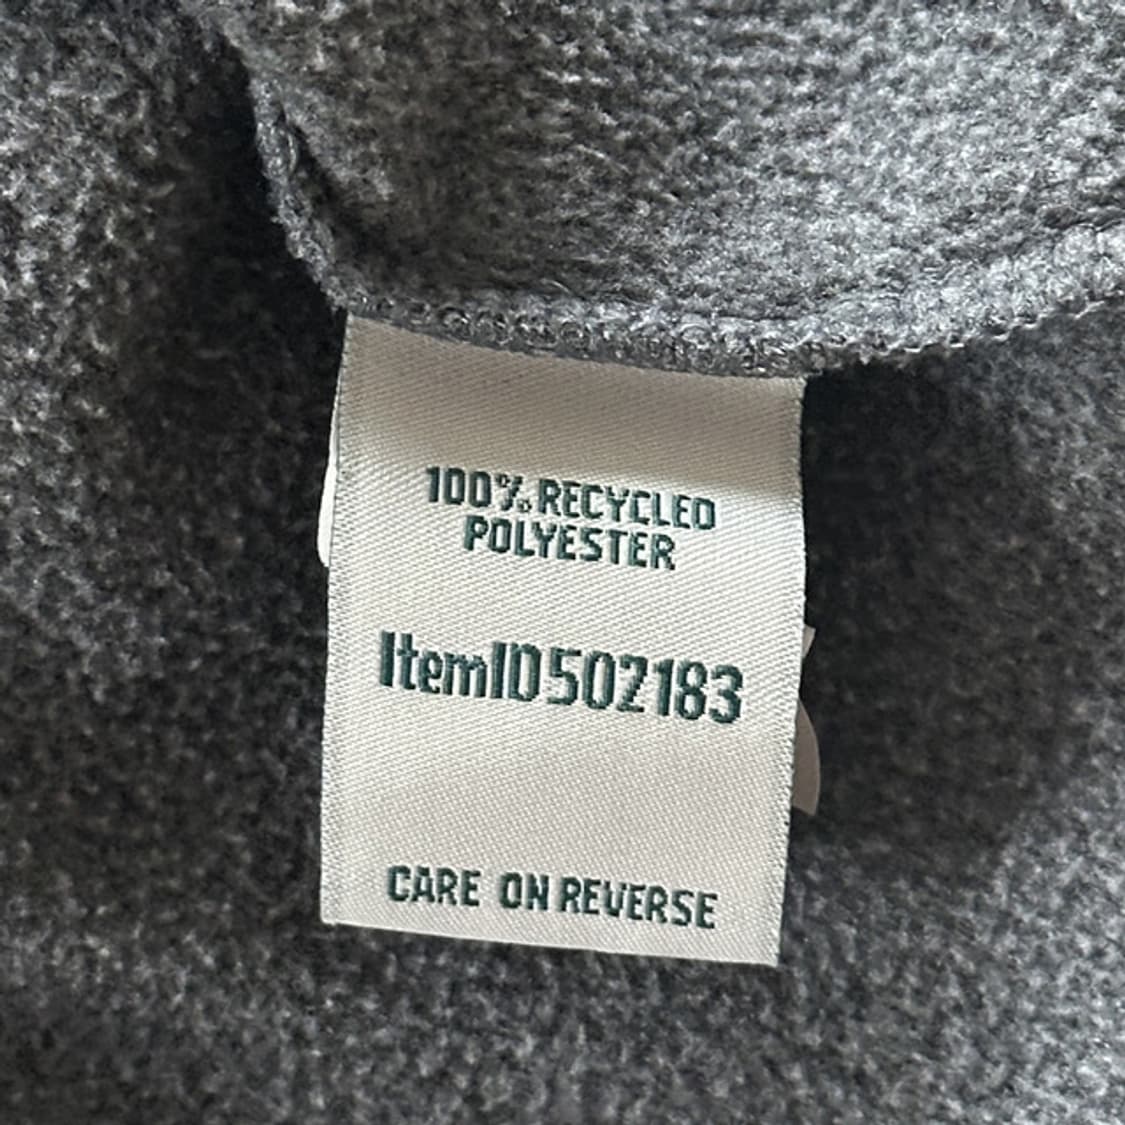 100% RECYCLED
POLYESTER
ItemID 502183
CARE ON REVERSE